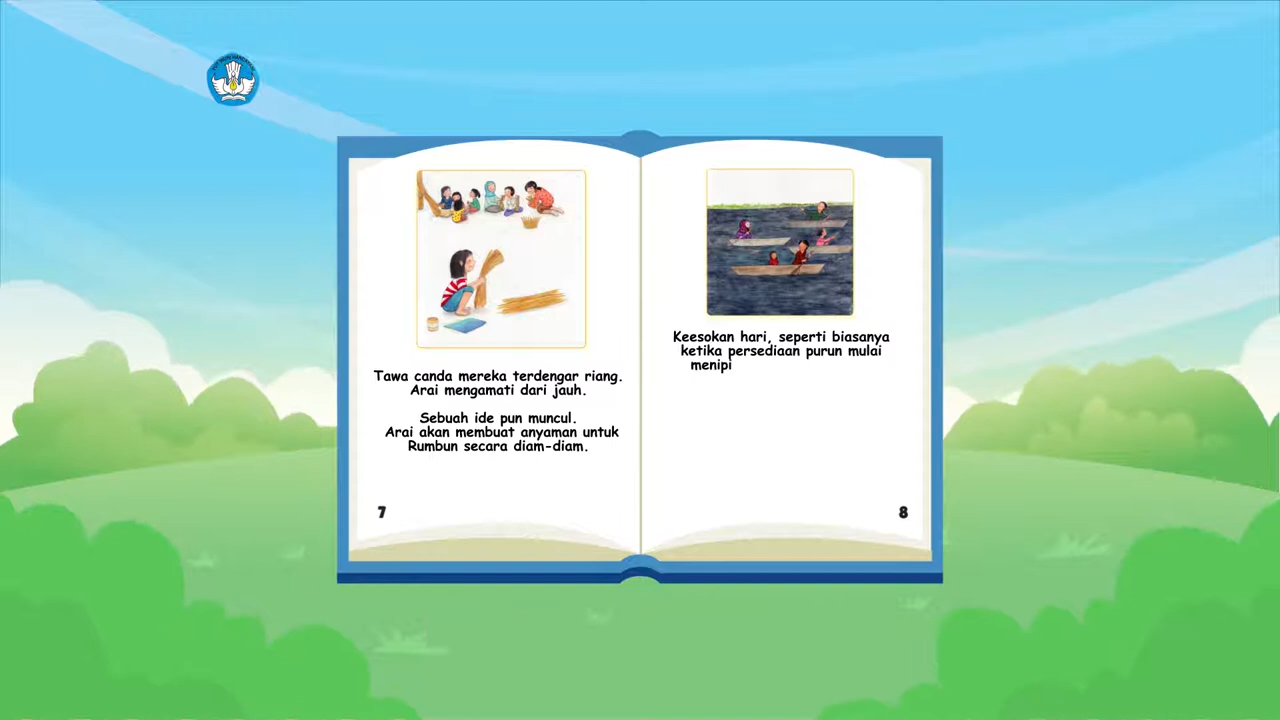 Tawa canda mereka terdengar riang.
Arai mengamati dari jauh.
Sebuah ide pun muncul.
Arai akan membuat anyaman untuk
Rumbun secara diam-diam.
7
Keesokan hari, seperti biasanya
ketika persediaan purun mulai
menipi
8